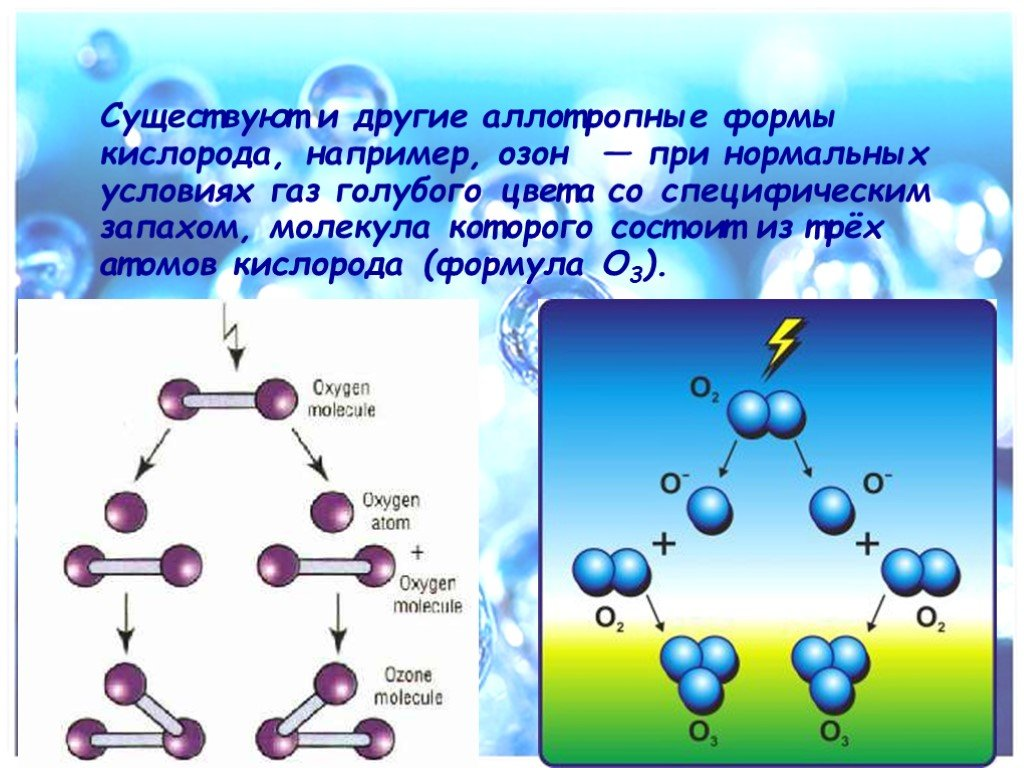 Существуют и другие аллотропные формы
кислорода, например, озон — при нормальных
условиях газ голубого цвета со специфическим
запахом, молекула которого состоит из трёх
атомов кислорода (формула O₃).
Oxygen
molecule
Oxygen
atom
+
Oxygen
molecule
Ozone
molecule
O₂
O⁻ O⁻
+ +
O₂ O₂
O₃ O₃